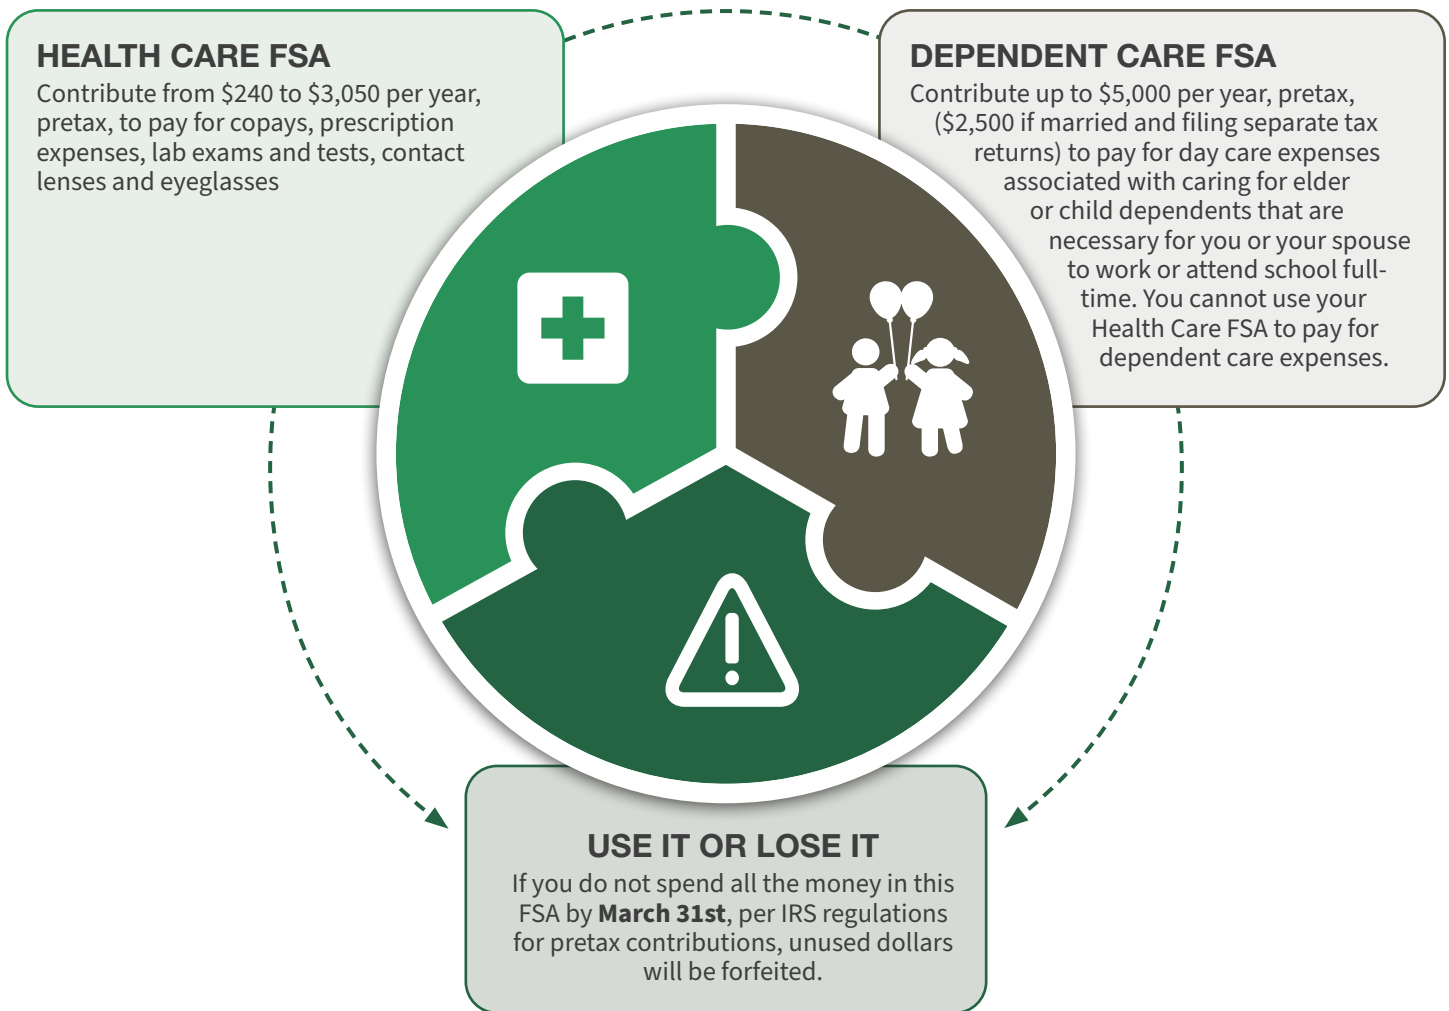 HEALTH CARE FSA
Contribute from $240 to $3,050 per year,
pretax, to pay for copays, prescription
expenses, lab exams and tests, contact
lenses and eyeglasses
DEPENDENT CARE FSA
Contribute up to $5,000 per year, pretax,
($2,500 if married and filing separate tax
returns) to pay for day care expenses
associated with caring for elder
or child dependents that are
necessary for you or your spouse
to work or attend school full-
time. You cannot use your
Health Care FSA to pay for
dependent care expenses.
USE IT OR LOSE IT
If you do not spend all the money in this
FSA by March 31st, per IRS regulations
for pretax contributions, unused dollars
will be forfeited.